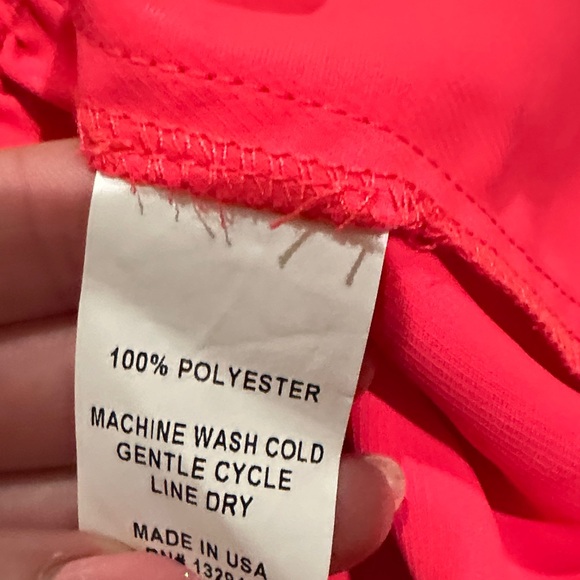 100% POLYESTER
MACHINE WASH COLD
GENTLE CYCLE
LINE DRY
MADE IN USA